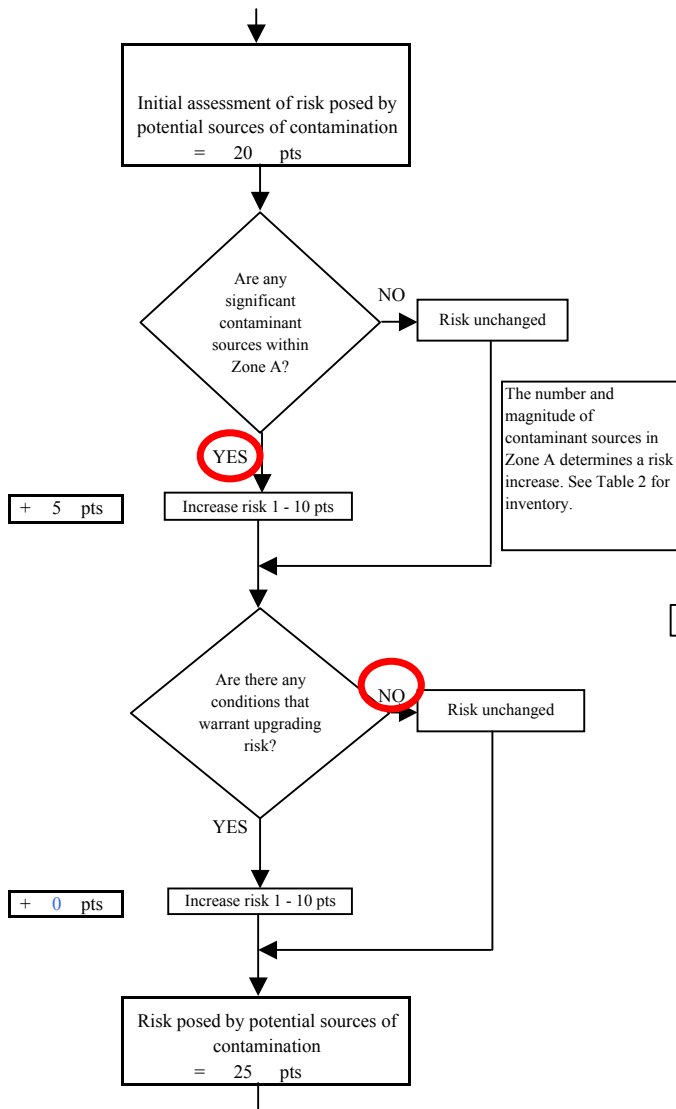 Initial assessment of risk posed by
potential sources of contamination
= 20 pts
Are any
significant
contaminant
sources within
Zone A?
NO
Risk unchanged
The number and
magnitude of
contaminant sources in
Zone A determines a risk
increase. See Table 2 for
inventory.
YES
+ 5 pts
Increase risk 1 - 10 pts
Are there any
conditions that
warrant upgrading
risk?
NO
Risk unchanged
YES
+ 0 pts
Increase risk 1 - 10 pts
Risk posed by potential sources of
contamination
= 25 pts